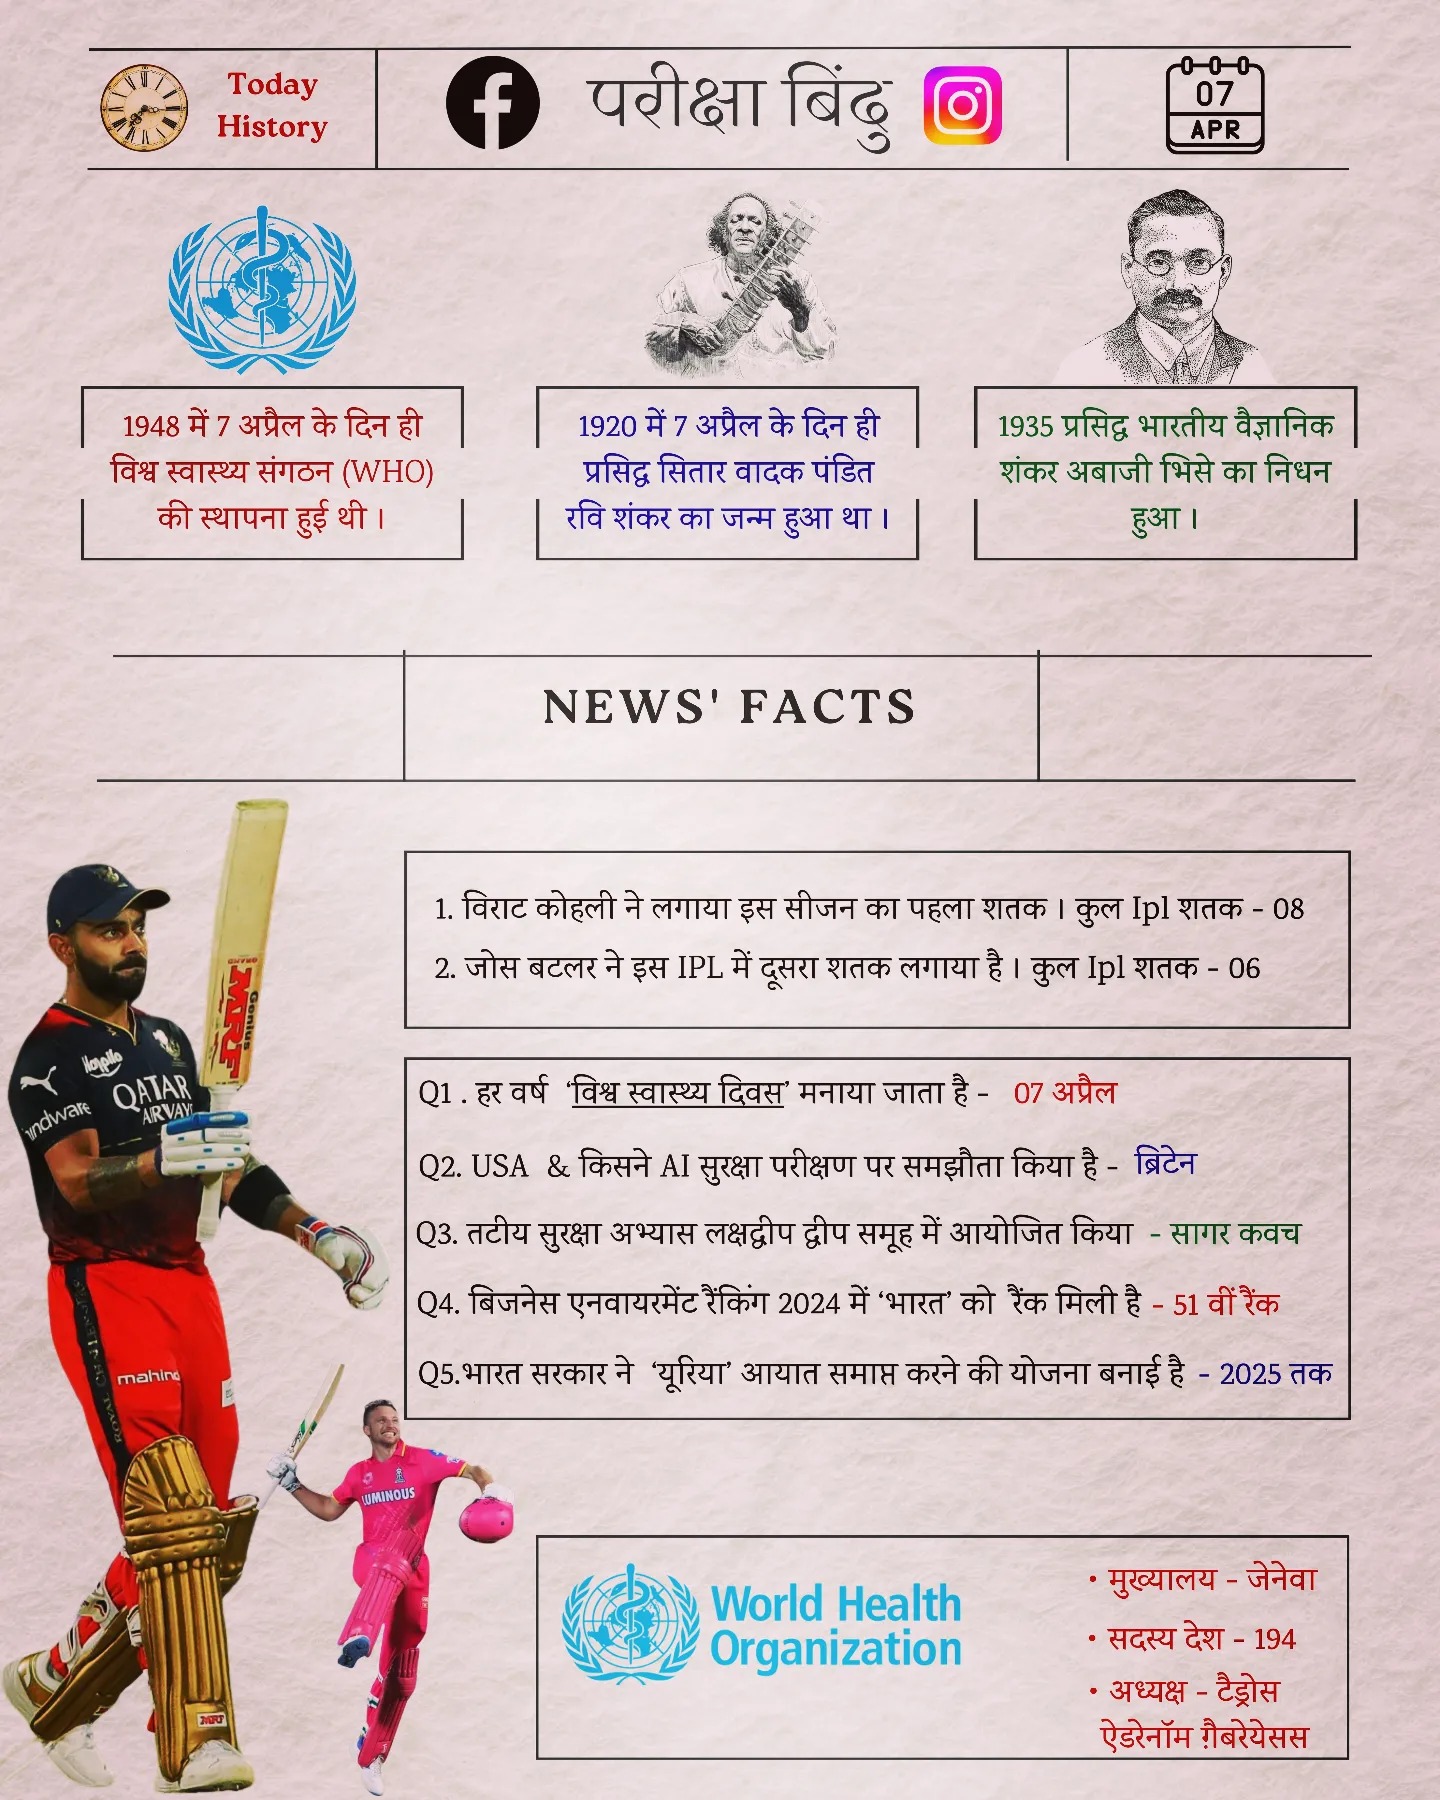 Today
History
परीक्षा बिंदु
07
APR
1948 में 7 अप्रैल के दिन ही
विश्व स्वास्थ्य संगठन (WHO)
की स्थापना हुई थी ।
1920 में 7 अप्रैल के दिन ही
प्रसिद्ध सितार वादक पंडित
रवि शंकर का जन्म हुआ था ।
1935 प्रसिद्ध भारतीय वैज्ञानिक
शंकर अबाजी भिसे का निधन
हुआ ।
NEWS' FACTS
1. विराट कोहली ने लगाया इस सीजन का पहला शतक । कुल Ipl शतक - 08
2. जोस बटलर ने इस IPL में दूसरा शतक लगाया है । कुल Ipl शतक - 06
Q1 . हर वर्ष ‘विश्व स्वास्थ्य दिवस’ मनाया जाता है - 07 अप्रैल
Q2. USA & किसने AI सुरक्षा परीक्षण पर समझौता किया है - ब्रिटेन
Q3. तटीय सुरक्षा अभ्यास लक्षद्वीप द्वीप समूह में आयोजित किया - सागर कवच
Q4. बिजनेस एनवायरमेंट रैंकिंग 2024 में ‘भारत’ को रैंक मिली है - 51 वीं रैंक
Q5.भारत सरकार ने ‘यूरिया’ आयात समाप्त करने की योजना बनाई है - 2025 तक
Genius
MRF
QATAR
AIRWAYS
mahind
LUMINOUS
MRF
World Health
Organization
• मुख्यालय - जेनेवा
• सदस्य देश - 194
• अध्यक्ष - टैड्रोस
ऐडरेनॉम ग़ैबरेयेसस